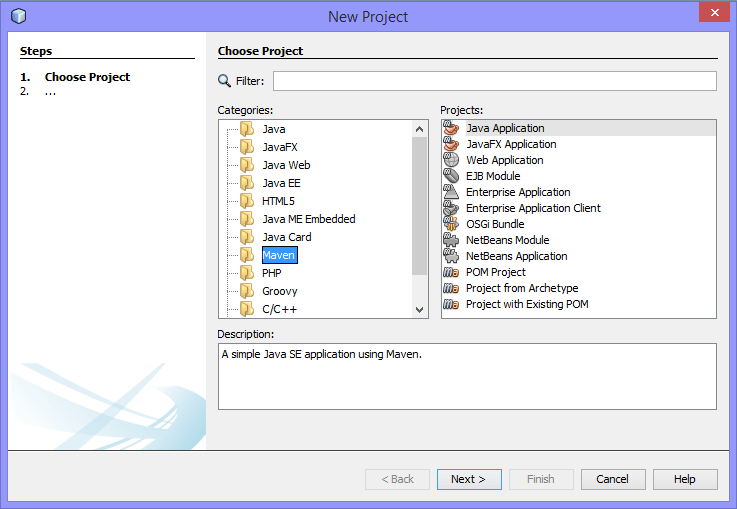 New Project
Steps
1. Choose Project
2. ...
Choose Project
Filter:
Categories:
Java
JavaFX
Java Web
Java EE
HTML5
Java ME Embedded
Java Card
Maven
PHP
Groovy
C/C++
Projects:
Java Application
JavaFX Application
Web Application
EJB Module
Enterprise Application
Enterprise Application Client
OSGi Bundle
NetBeans Module
NetBeans Application
POM Project
Project from Archetype
Project with Existing POM
Description:
A simple Java SE application using Maven.
< Back
Next >
Finish
Cancel
Help